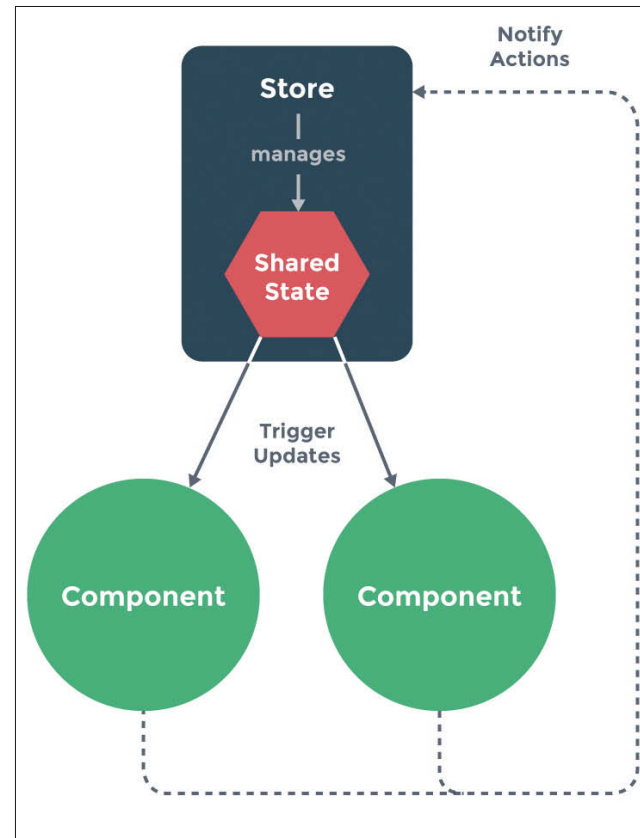 Notify
Actions
Store
manages
Shared
State
Trigger
Updates
Component
Component